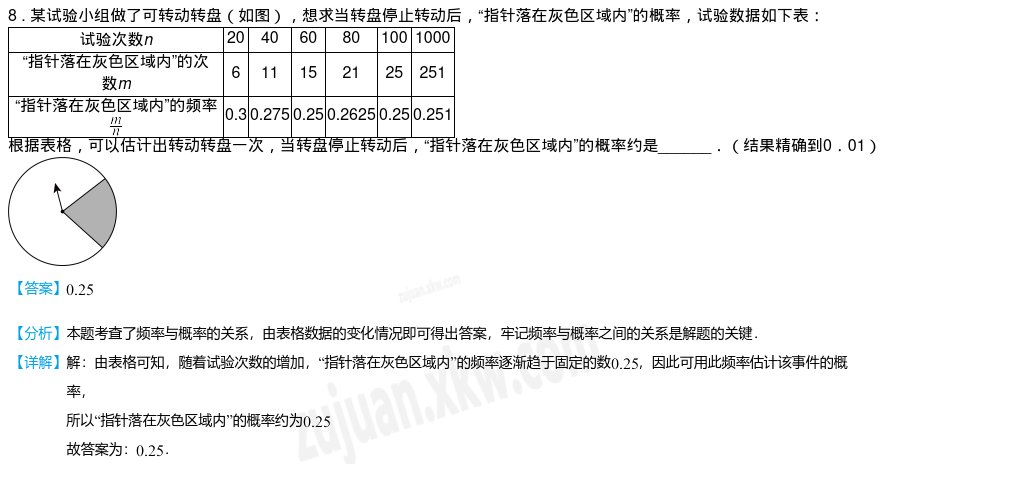 8．某试验小组做了可转动转盘（如图），想求当转盘停止转动后，“指针落在灰色区域内”的概率，试验数据如下表：
试验次数n 20 40 60 80 100 1000
“指针落在灰色区域内”的次
数m 6 11 15 21 25 251
“指针落在灰色区域内”的频率
m/n 0.3 0.275 0.25 0.2625 0.25 0.251
根据表格，可以估计出转动转盘一次，当转盘停止转动后，“指针落在灰色区域内”的概率约是______．（结果精确到0．01）
【答案】0.25
zujuan.xkw.com
【分析】本题考查了频率与概率的关系，由表格数据的变化情况即可得出答案，牢记频率与概率之间的关系是解题的关键．
【详解】解：由表格可知，随着试验次数的增加，“指针落在灰色区域内”的频率逐渐趋于固定的数0.25，因此可用此频率估计该事件的概
率，
所以“指针落在灰色区域内”的概率约为0.25
故答案为：0.25．
zujuan.xkw.com